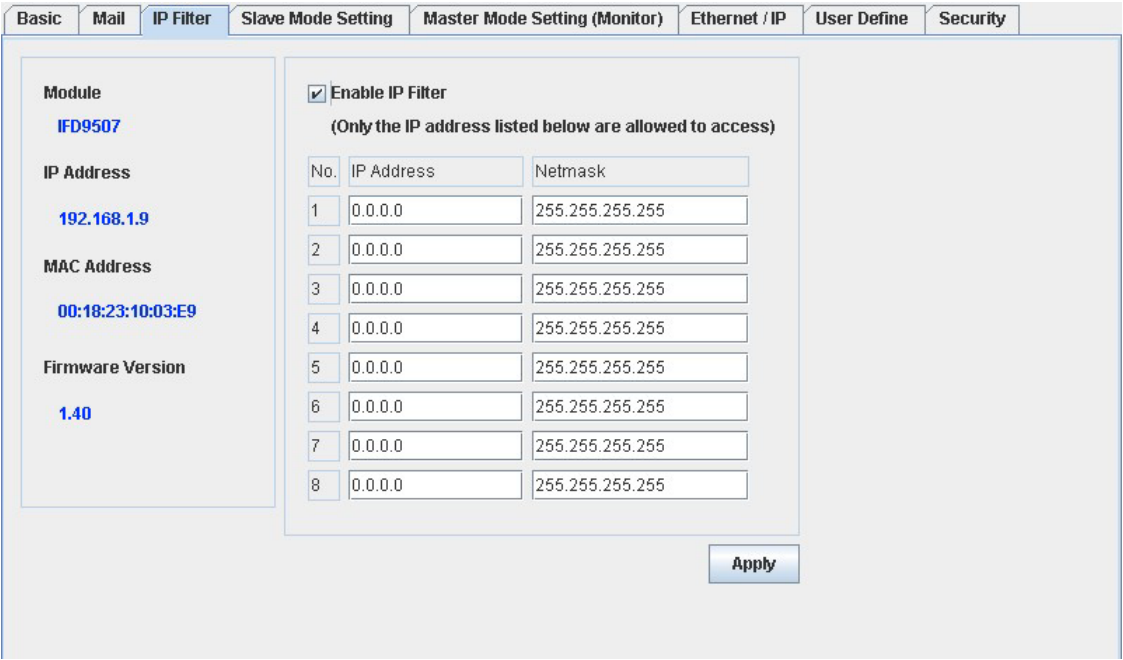 Basic Mail IP Filter Slave Mode Setting Master Mode Setting (Monitor) Ethernet / IP User Define Security
Module
IFD9507
IP Address
192.168.1.9
MAC Address
00:18:23:10:03:E9
Firmware Version
1.40
Enable IP Filter
(Only the IP address listed below are allowed to access)
No. IP Address Netmask
1 0.0.0.0 255.255.255.255
2 0.0.0.0 255.255.255.255
3 0.0.0.0 255.255.255.255
4 0.0.0.0 255.255.255.255
5 0.0.0.0 255.255.255.255
6 0.0.0.0 255.255.255.255
7 0.0.0.0 255.255.255.255
8 0.0.0.0 255.255.255.255
Apply